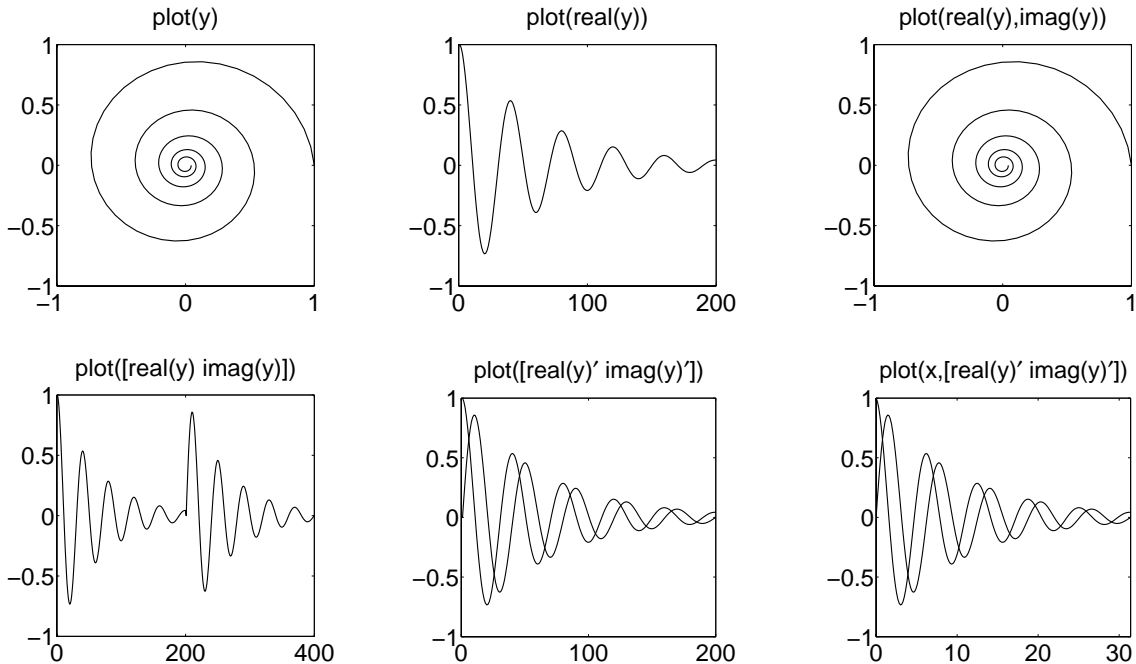 plot(y)
1
0.5
0
−0.5
−1
−1 0 1
plot(real(y))
1
0.5
0
−0.5
−1
0 100 200
plot(real(y),imag(y))
1
0.5
0
−0.5
−1
−1 0 1
plot([real(y) imag(y)])
1
0.5
0
−0.5
−1
0 200 400
plot([real(y)′ imag(y)′])
1
0.5
0
−0.5
−1
0 100 200
plot(x,[real(y)′ imag(y)′])
1
0.5
0
−0.5
−1
0 10 20 30